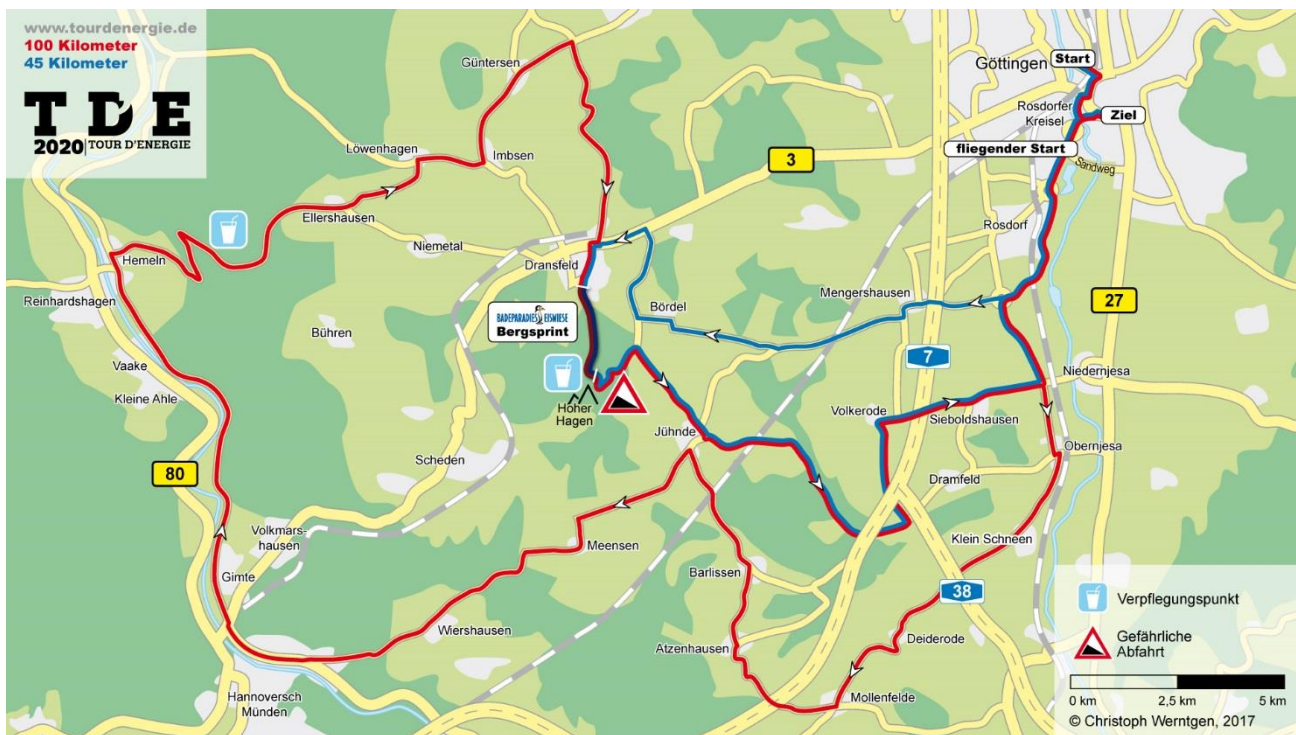 www.tourdenergie.de
100 Kilometer
45 Kilometer
T D E
2020 TOUR D'ENERGIE
Güntersen
Göttingen
Start
Rosdorfer
Kreisel
Ziel
fliegender Start
Sandweg
3
Löwenhagen
Imbsen
Ellershausen
Niemetal
Rosdorf
Dransfeld
Hemeln
Reinhardshagen
Mengershausen
27
Bördel
BADEPARADIES EISWIESE
Bergsprint
Bühren
7
Vaake
Kleine Ahle
Niedernjesa
Hoher
Hagen
Volkerode
Sieboldshausen
Jühnde
Obernjesa
Scheden
80
Dramfeld
Volkmars-
hausen
Klein Schneen
Meensen
Gimte
Barlissen
38
Wiershausen
Deiderode
Atzenhausen
Hannoversch
Münden
Mollenfelde
Verpflegungspunkt
Gefährliche
Abfahrt
0 km 2,5 km 5 km
© Christoph Werntgen, 2017